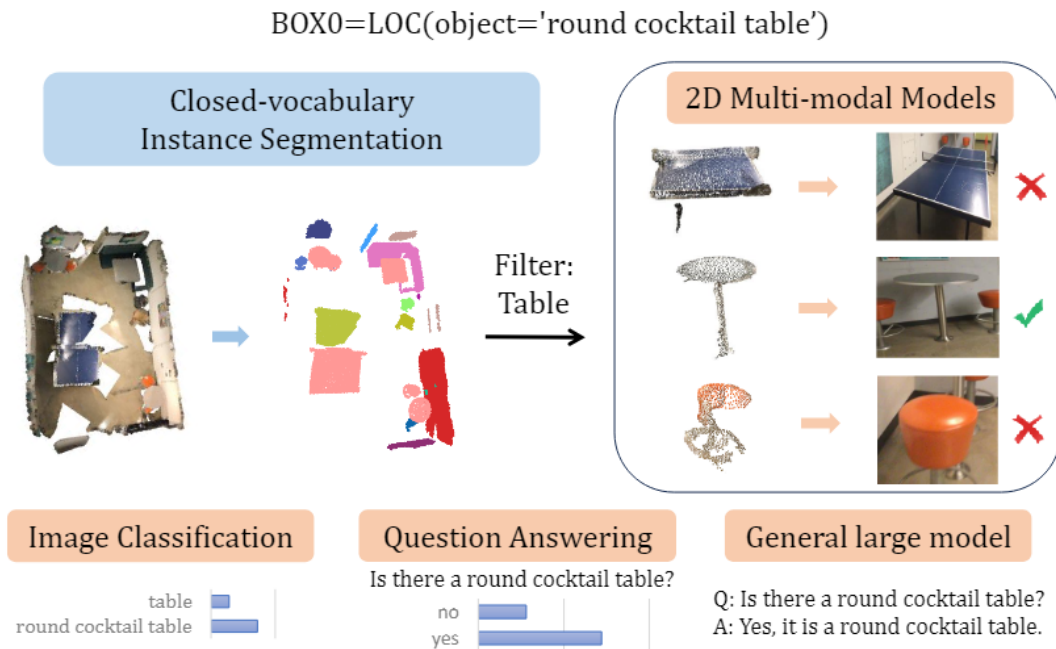 BOX0=LOC(object='round cocktail table’)
Closed-vocabulary
Instance Segmentation
2D Multi-modal Models
Filter:
Table
Image Classification
table
round cocktail table
Question Answering
Is there a round cocktail table?
no
yes
General large model
Q: Is there a round cocktail table?
A: Yes, it is a round cocktail table.